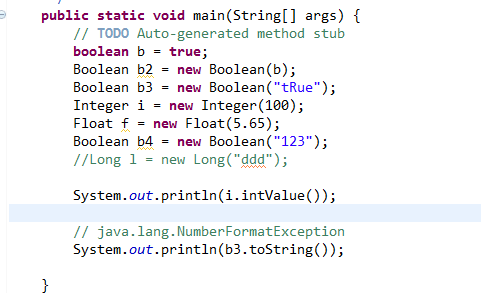 public static void main(String[] args) {
// TODO Auto-generated method stub
boolean b = true;
Boolean b2 = new Boolean(b);
Boolean b3 = new Boolean("tRue");
Integer i = new Integer(100);
Float f = new Float(5.65);
Boolean b4 = new Boolean("123");
//Long l = new Long("ddd");
System.out.println(i.intValue());
// java.lang.NumberFormatException
System.out.println(b3.toString());
}